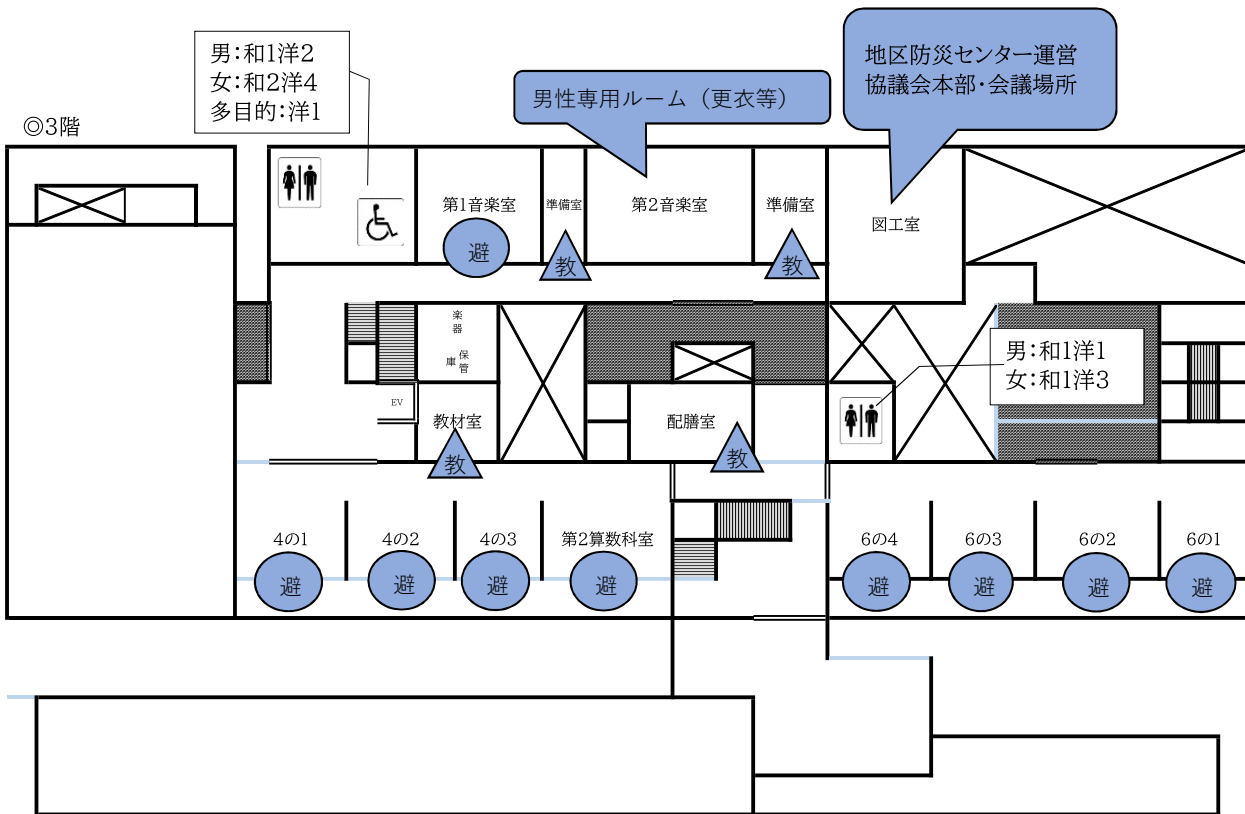 男：和1洋2
女：和2洋4
多目的：洋1
男性専用ルーム（更衣等）
地区防災センター運営
協議会本部・会議場所
◎3階
第1音楽室
準備室
第2音楽室
準備室
図工室
避
教
教
楽
器
保
管
庫
男：和1洋1
女：和1洋3
EV
教材室
配膳室
教
教
4の1
4の2
4の3
第2算数科室
6の4
6の3
6の2
6の1
避
避
避
避
避
避
避
避